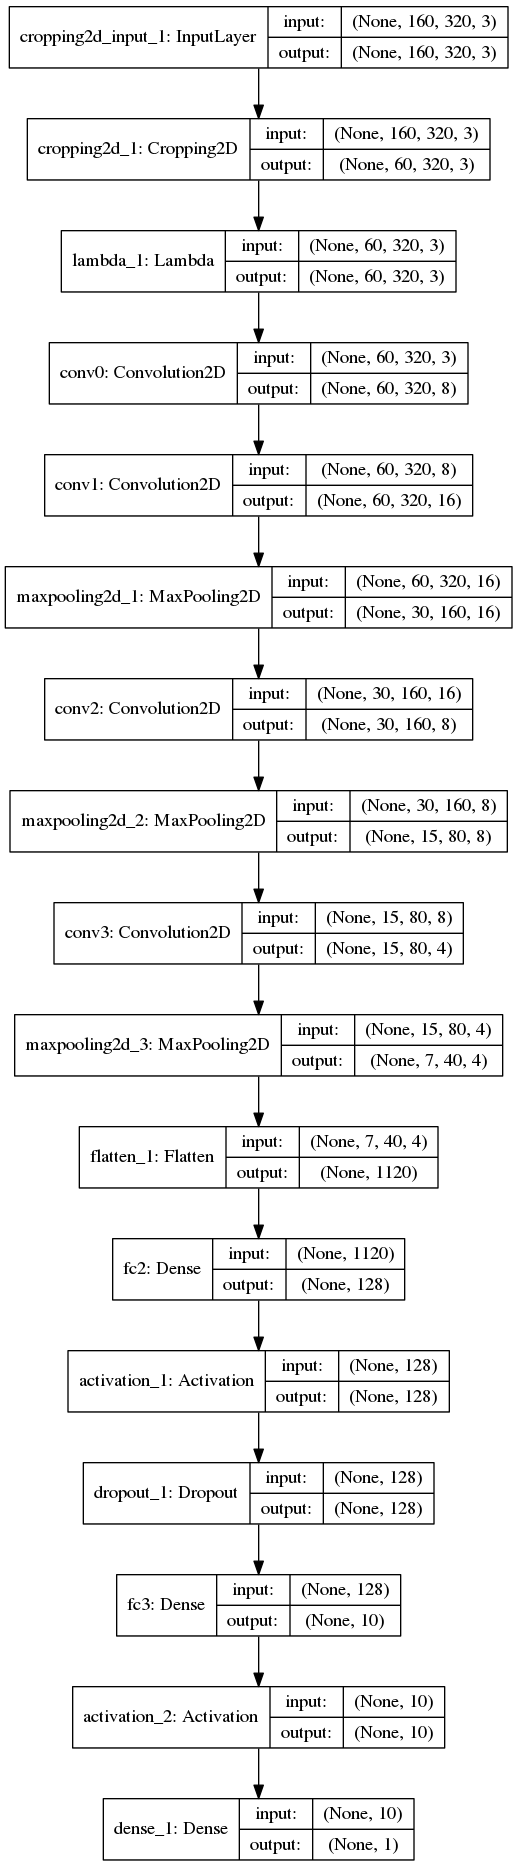 cropping2d_input_1: InputLayer
input: (None, 160, 320, 3)
output: (None, 160, 320, 3)
cropping2d_1: Cropping2D
input: (None, 160, 320, 3)
output: (None, 60, 320, 3)
lambda_1: Lambda
input: (None, 60, 320, 3)
output: (None, 60, 320, 3)
conv0: Convolution2D
input: (None, 60, 320, 3)
output: (None, 60, 320, 8)
conv1: Convolution2D
input: (None, 60, 320, 8)
output: (None, 60, 320, 16)
maxpooling2d_1: MaxPooling2D
input: (None, 60, 320, 16)
output: (None, 30, 160, 16)
conv2: Convolution2D
input: (None, 30, 160, 16)
output: (None, 30, 160, 8)
maxpooling2d_2: MaxPooling2D
input: (None, 30, 160, 8)
output: (None, 15, 80, 8)
conv3: Convolution2D
input: (None, 15, 80, 8)
output: (None, 15, 80, 4)
maxpooling2d_3: MaxPooling2D
input: (None, 15, 80, 4)
output: (None, 7, 40, 4)
flatten_1: Flatten
input: (None, 7, 40, 4)
output: (None, 1120)
fc2: Dense
input: (None, 1120)
output: (None, 128)
activation_1: Activation
input: (None, 128)
output: (None, 128)
dropout_1: Dropout
input: (None, 128)
output: (None, 128)
fc3: Dense
input: (None, 128)
output: (None, 10)
activation_2: Activation
input: (None, 10)
output: (None, 10)
dense_1: Dense
input: (None, 10)
output: (None, 1)